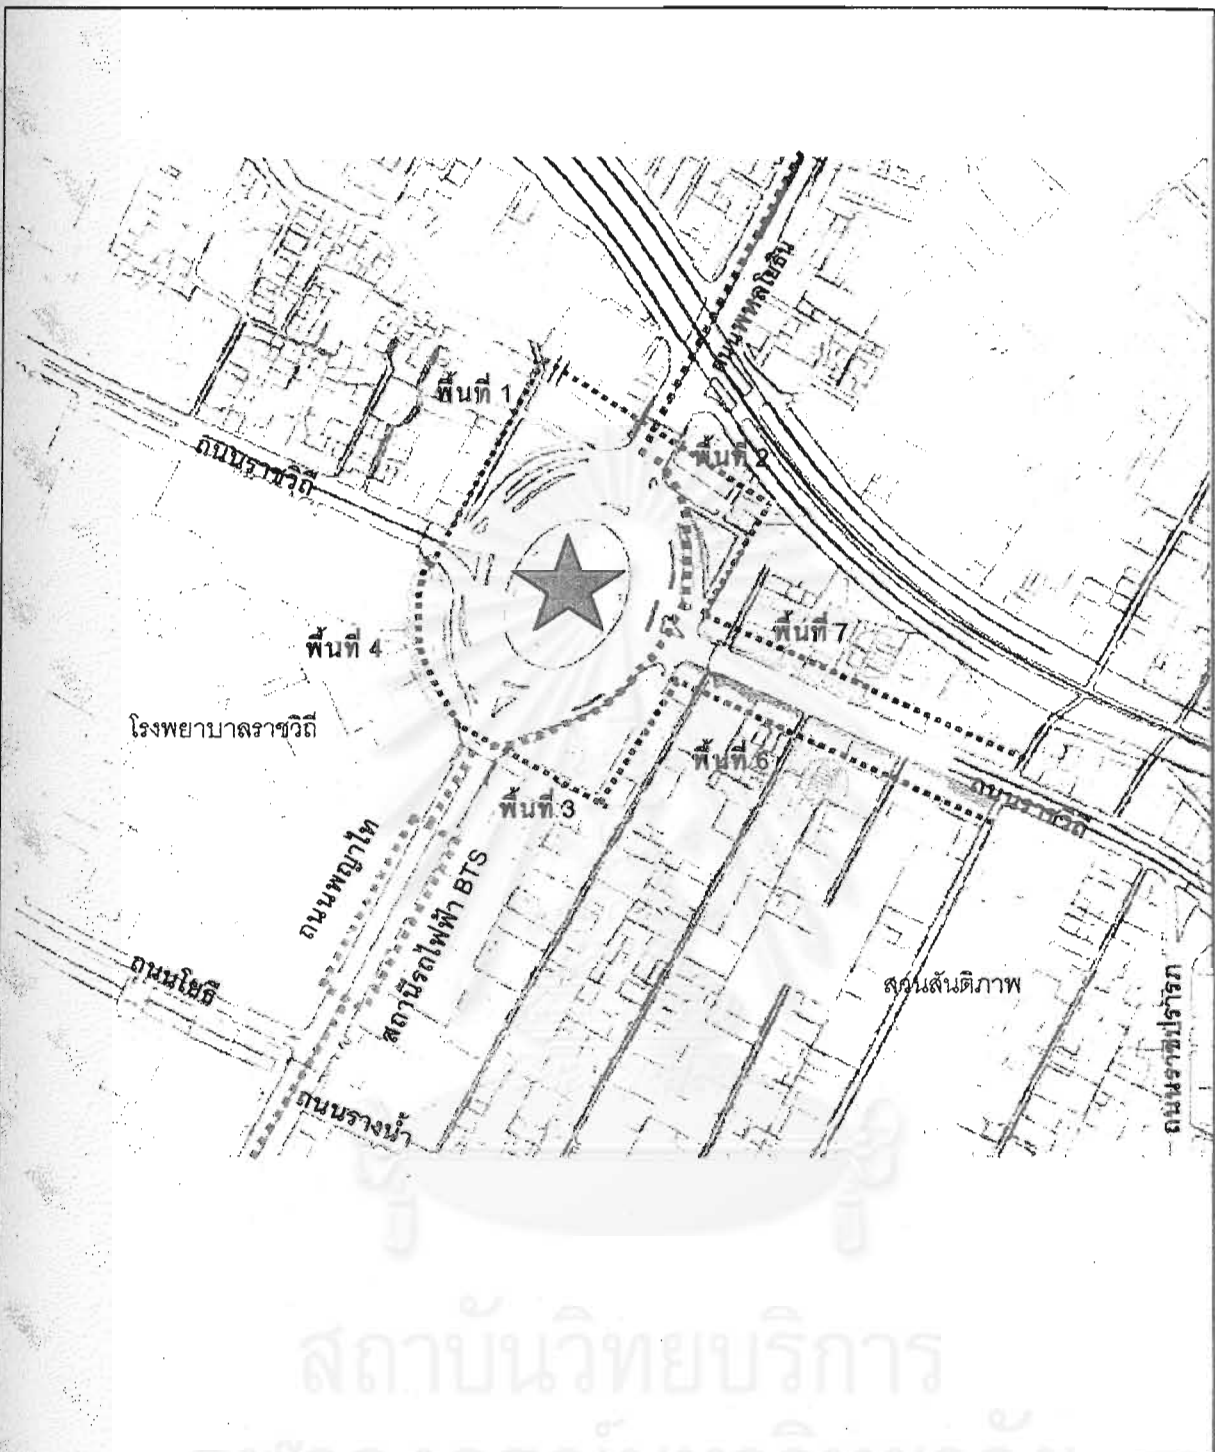 ถนนพหลโยธิน
พื้นที่ 1
ถนนราชวิถี
พื้นที่ 2
พื้นที่ 7
พื้นที่ 4
โรงพยาบาลราชวิถี
พื้นที่ 6
พื้นที่ 3
ถนนราชวิถี
ถนนพญาไท
สถานีรถไฟฟ้า BTS
ถนนโยธี
สวนสันติภาพ
ถนนราชปรารภ
ถนนรางน้ำ
สถาบันวิทยบริการ